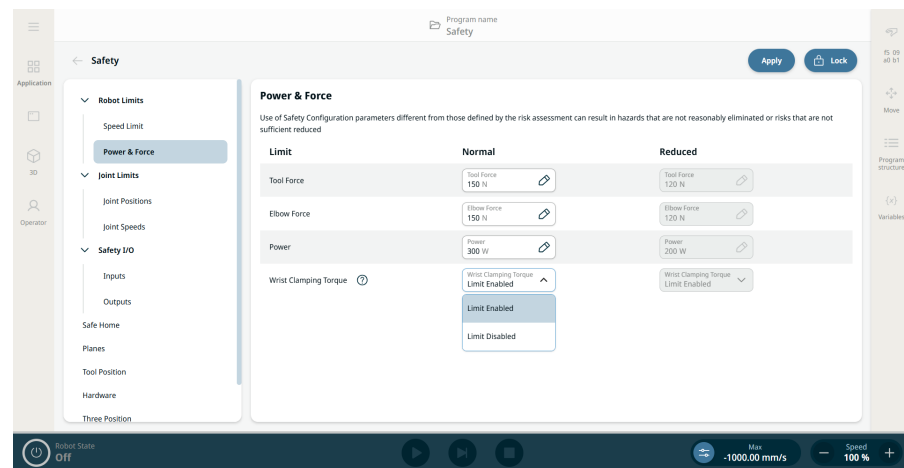 Program name
Safety
Application
3D
Operator
← Safety
Apply
Lock
Robot Limits
Speed Limit
Power & Force
Joint Limits
Joint Positions
Joint Speeds
Safety I/O
Inputs
Outputs
Safe Home
Planes
Tool Position
Hardware
Three Position
Power & Force
Use of Safety Configuration parameters different from those defined by the risk assessment can result in hazards that are not reasonably eliminated or risks that are not
sufficient reduced
Limit Normal Reduced
Tool Force
Tool Force
150 N
Tool Force
120 N
Elbow Force
Elbow Force
150 N
Elbow Force
120 N
Power
Power
300 W
Power
200 W
Wrist Clamping Torque ?
Wrist Clamping Torque
Limit Enabled
Wrist Clamping Torque
Limit Enabled
Limit Enabled
Limit Disabled
f5 09
a0 b1
Move
Program
structure
{x}
Variables
Robot State
Off
Max
-1000.00 mm/s
Speed
100 %